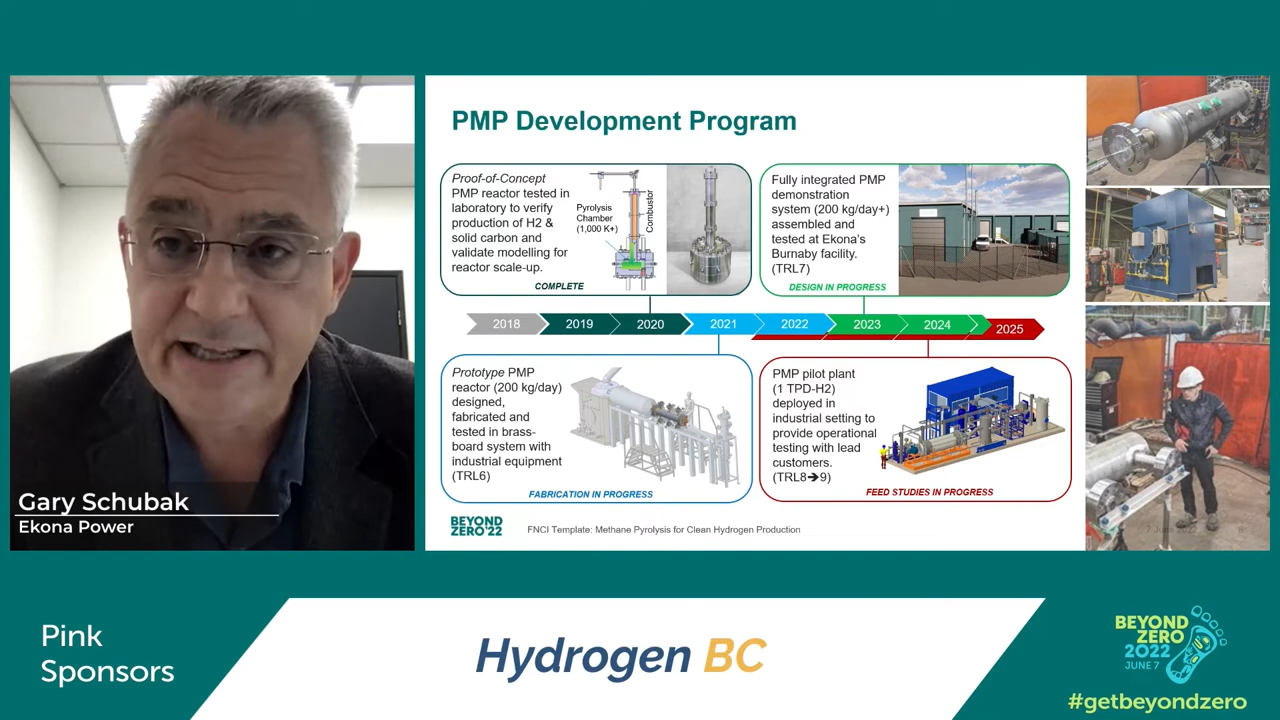 Gary Schubak
Ekona Power
PMP Development Program
Proof-of-Concept
PMP reactor tested in
laboratory to verify
production of H2 &
solid carbon and
validate modelling for
reactor scale-up.
Pyrolysis
Chamber
(1,000 K+)
Combustor
COMPLETE
Fully integrated PMP
demonstration
system (200 kg/day+)
assembled and
tested at Ekona's
Burnaby facility.
(TRL7)
DESIGN IN PROGRESS
2018 2019 2020 2021 2022 2023 2024 2025
Prototype PMP
reactor (200 kg/day)
designed,
fabricated and
tested in brass-
board system with
industrial equipment
(TRL6)
FABRICATION IN PROGRESS
PMP pilot plant
(1 TPD-H2)
deployed in
industrial setting to
provide operational
testing with lead
customers.
(TRL8➔9)
FEED STUDIES IN PROGRESS
BEYOND
ZERO'22
FNCI Template: Methane Pyrolysis for Clean Hydrogen Production
7 June 2022
Pink
Sponsors
Hydrogen BC
BEYOND
ZERO
2022
JUNE 7
#getbeyondzero